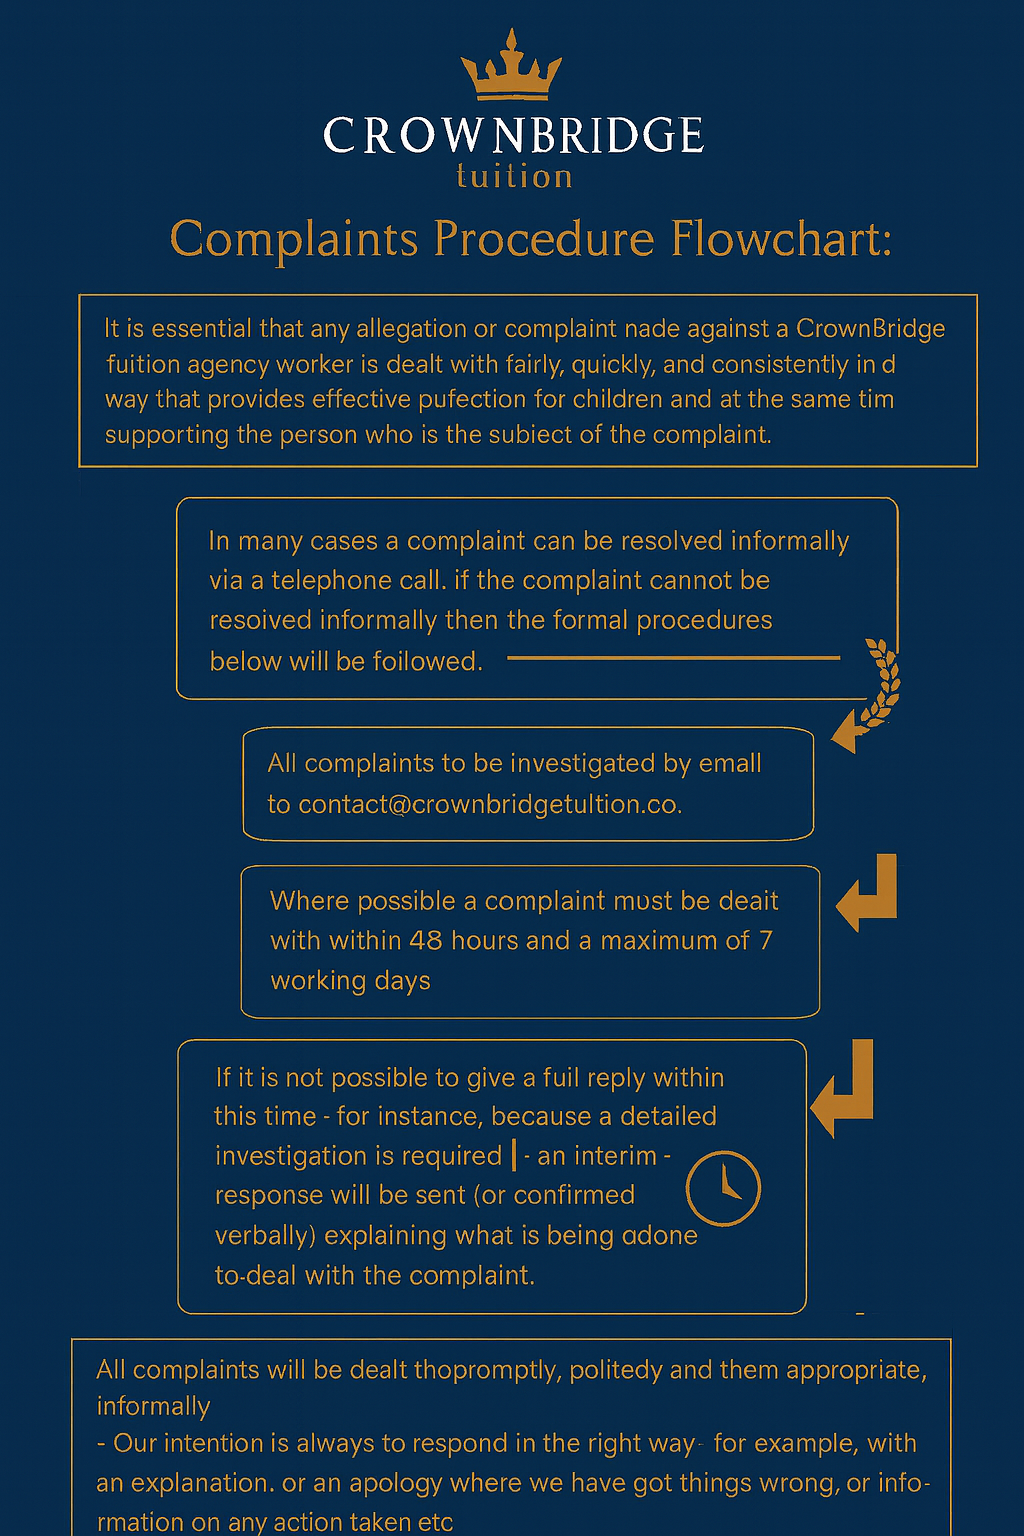 CROWNBRIDGE
tuition
Complaints Procedure Flowchart:
It is essential that any allegation or complaint nade against a CrownBridge
fuition agency worker is dealt with fairly, quickly, and consistently in d
way that provides effective pufection for children and at the same tim
supporting the person who is the subiect of the complaint.
In many cases a complaint can be resolved informally
via a telephone call. if the complaint cannot be
resoived informally then the formal procedures
below will be foilowed.
All complaints to be investigated by emall
to contact@crownbridgetultion.co.
Where possible a complaint must be deait
with within 48 hours and a maximum of 7
working days
If it is not possible to give a fuil reply within
this time - for instance, because a detailed
investigation is required | - an interim -
response will be sent (or confirmed
verbally) explaining what is being adone
to-deal with the complaint.
All complaints will be dealt thopromptly, politedy and them appropriate,
informally
- Our intention is always to respond in the right way- for example, with
an explanation. or an apology where we have got things wrong, or info-
rmation on any action taken etc